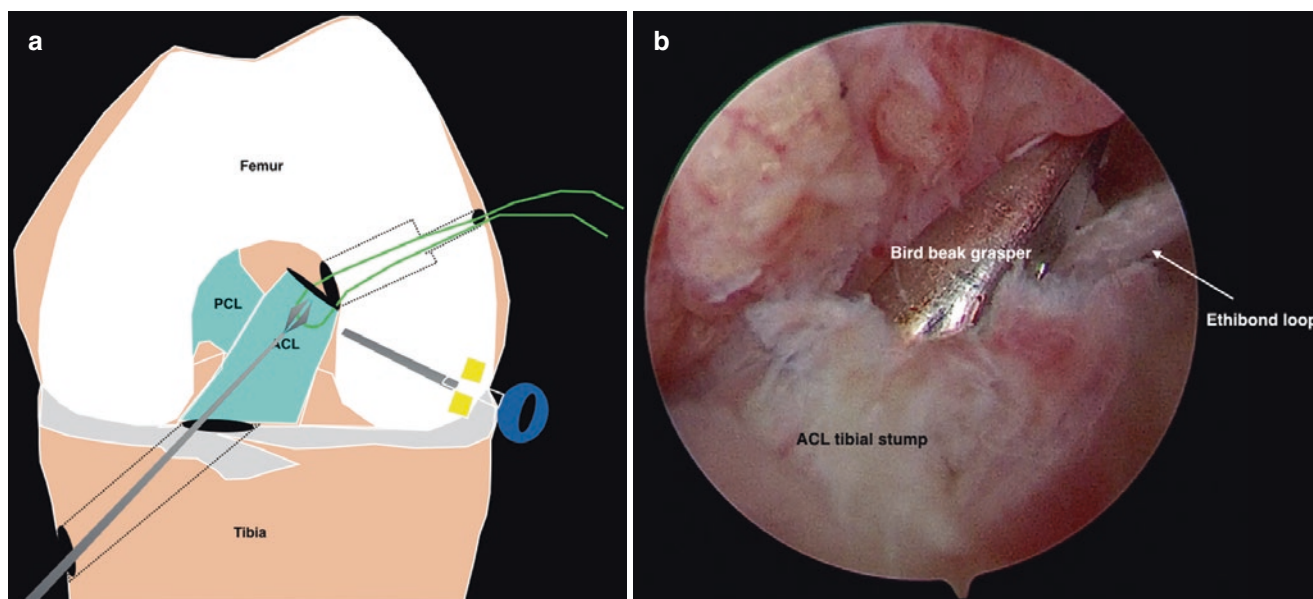 a
Femur
PCL
ACL
Tibia
b
Bird beak grasper
Ethibond loop
ACL tibial stump